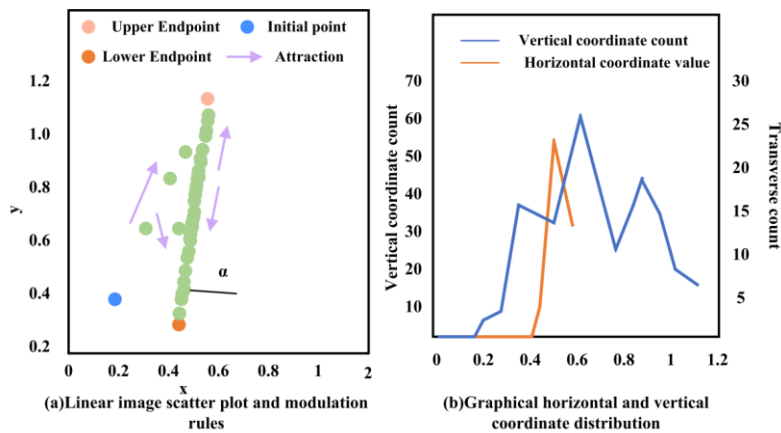 Upper Endpoint
Initial point
Lower Endpoint
Attraction
1.2
1.0
0.8
0.6
0.4
0.2
y
α
0 0.2 0.4 0.6 0.8 1.0 2
x
(a)Linear image scatter plot and modulation
rules
Vertical coordinate count
Horizontal coordinate value
70
60
50
40
30
20
10
Vertical coordinate count
30
25
20
15
10
5
Transverse count
0 0.2 0.4 0.6 0.8 1.0 1.2
(b)Graphical horizontal and vertical
coordinate distribution